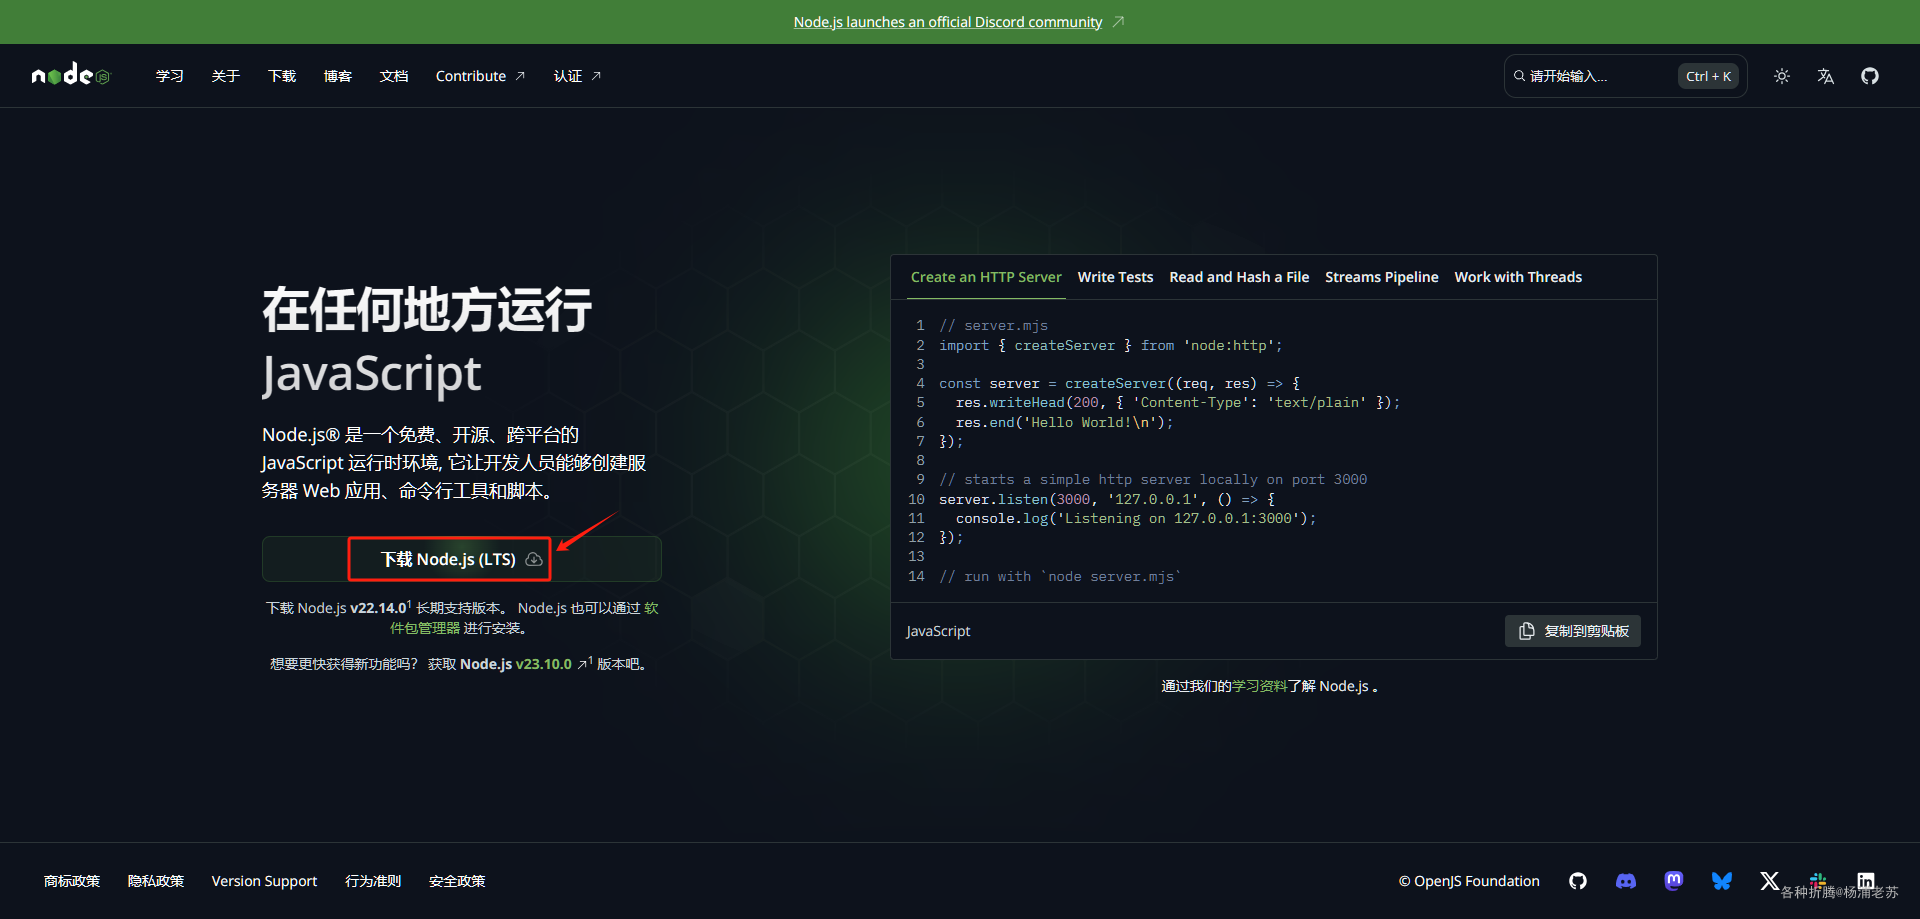 Node.js launches an official Discord community
node JS
学习 关于 下载 博客 文档 Contribute 认证
请开始输入... Ctrl + K
在任何地方运行
JavaScript
Node.js® 是一个免费、开源、跨平台的
JavaScript 运行时环境, 它让开发人员能够创建服
务器 Web 应用、命令行工具和脚本。
下载 Node.js (LTS)
下载 Node.js v22.14.0¹ 长期支持版本。 Node.js 也可以通过 软
件包管理器 进行安装。
想要更快获得新功能吗? 获取 Node.js v23.10.0 ↗¹ 版本吧。
Create an HTTP Server Write Tests Read and Hash a File Streams Pipeline Work with Threads
1 // server.mjs
2 import { createServer } from 'node:http';
3
4 const server = createServer((req, res) => {
5 res.writeHead(200, { 'Content-Type': 'text/plain' });
6 res.end('Hello World!\n');
7 });
8
9 // starts a simple http server locally on port 3000
10 server.listen(3000, '127.0.0.1', () => {
11 console.log('Listening on 127.0.0.1:3000');
12 });
13
14 // run with `node server.mjs`
JavaScript
复制到剪贴板
通过我们的学习资料了解 Node.js 。
商标政策 隐私政策 Version Support 行为准则 安全政策
© OpenJS Foundation
各种折腾@杨浦老苏